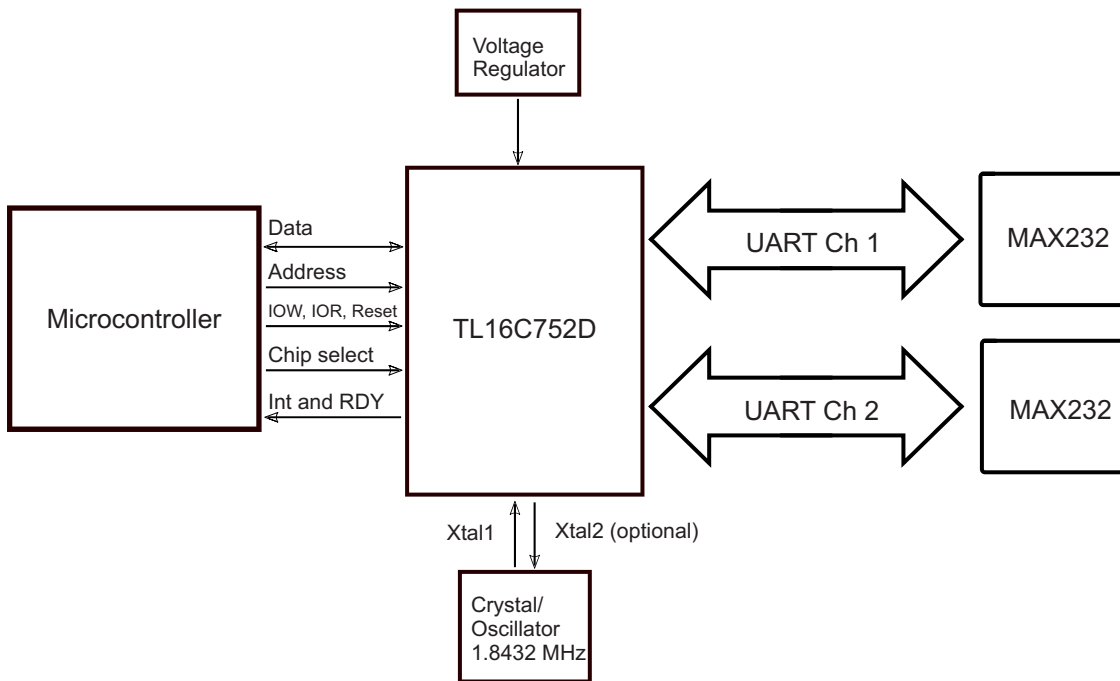 Voltage
Regulator
Data
Address
IOW, IOR, Reset
Chip select
Int and RDY
Microcontroller
TL16C752D
UART Ch 1
MAX232
UART Ch 2
MAX232
Xtal1
Xtal2 (optional)
Crystal/
Oscillator
1.8432 MHz